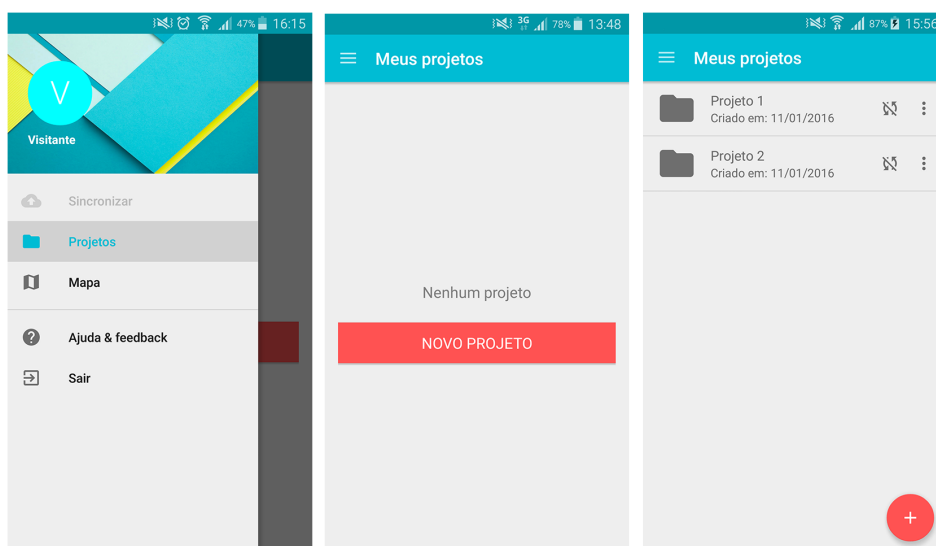 47% 16:15
V
Visitante
Sincronizar
Projetos
Mapa
Ajuda & feedback
Sair
3G 78% 13:48
Meus projetos
Nenhum projeto
NOVO PROJETO
87% 15:56
Meus projetos
Projeto 1
Criado em: 11/01/2016
Projeto 2
Criado em: 11/01/2016